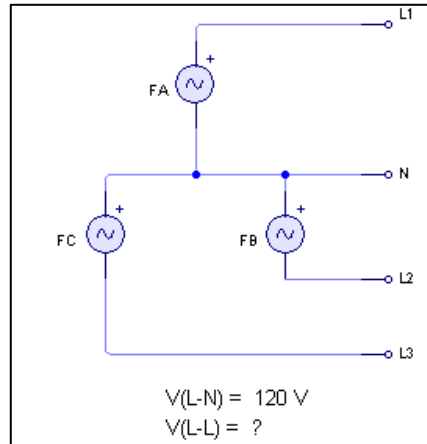 L1
+
FA
N
+
+
FC
FB
L2
L3
V(L-N) = 120 V
V(L-L) = ?